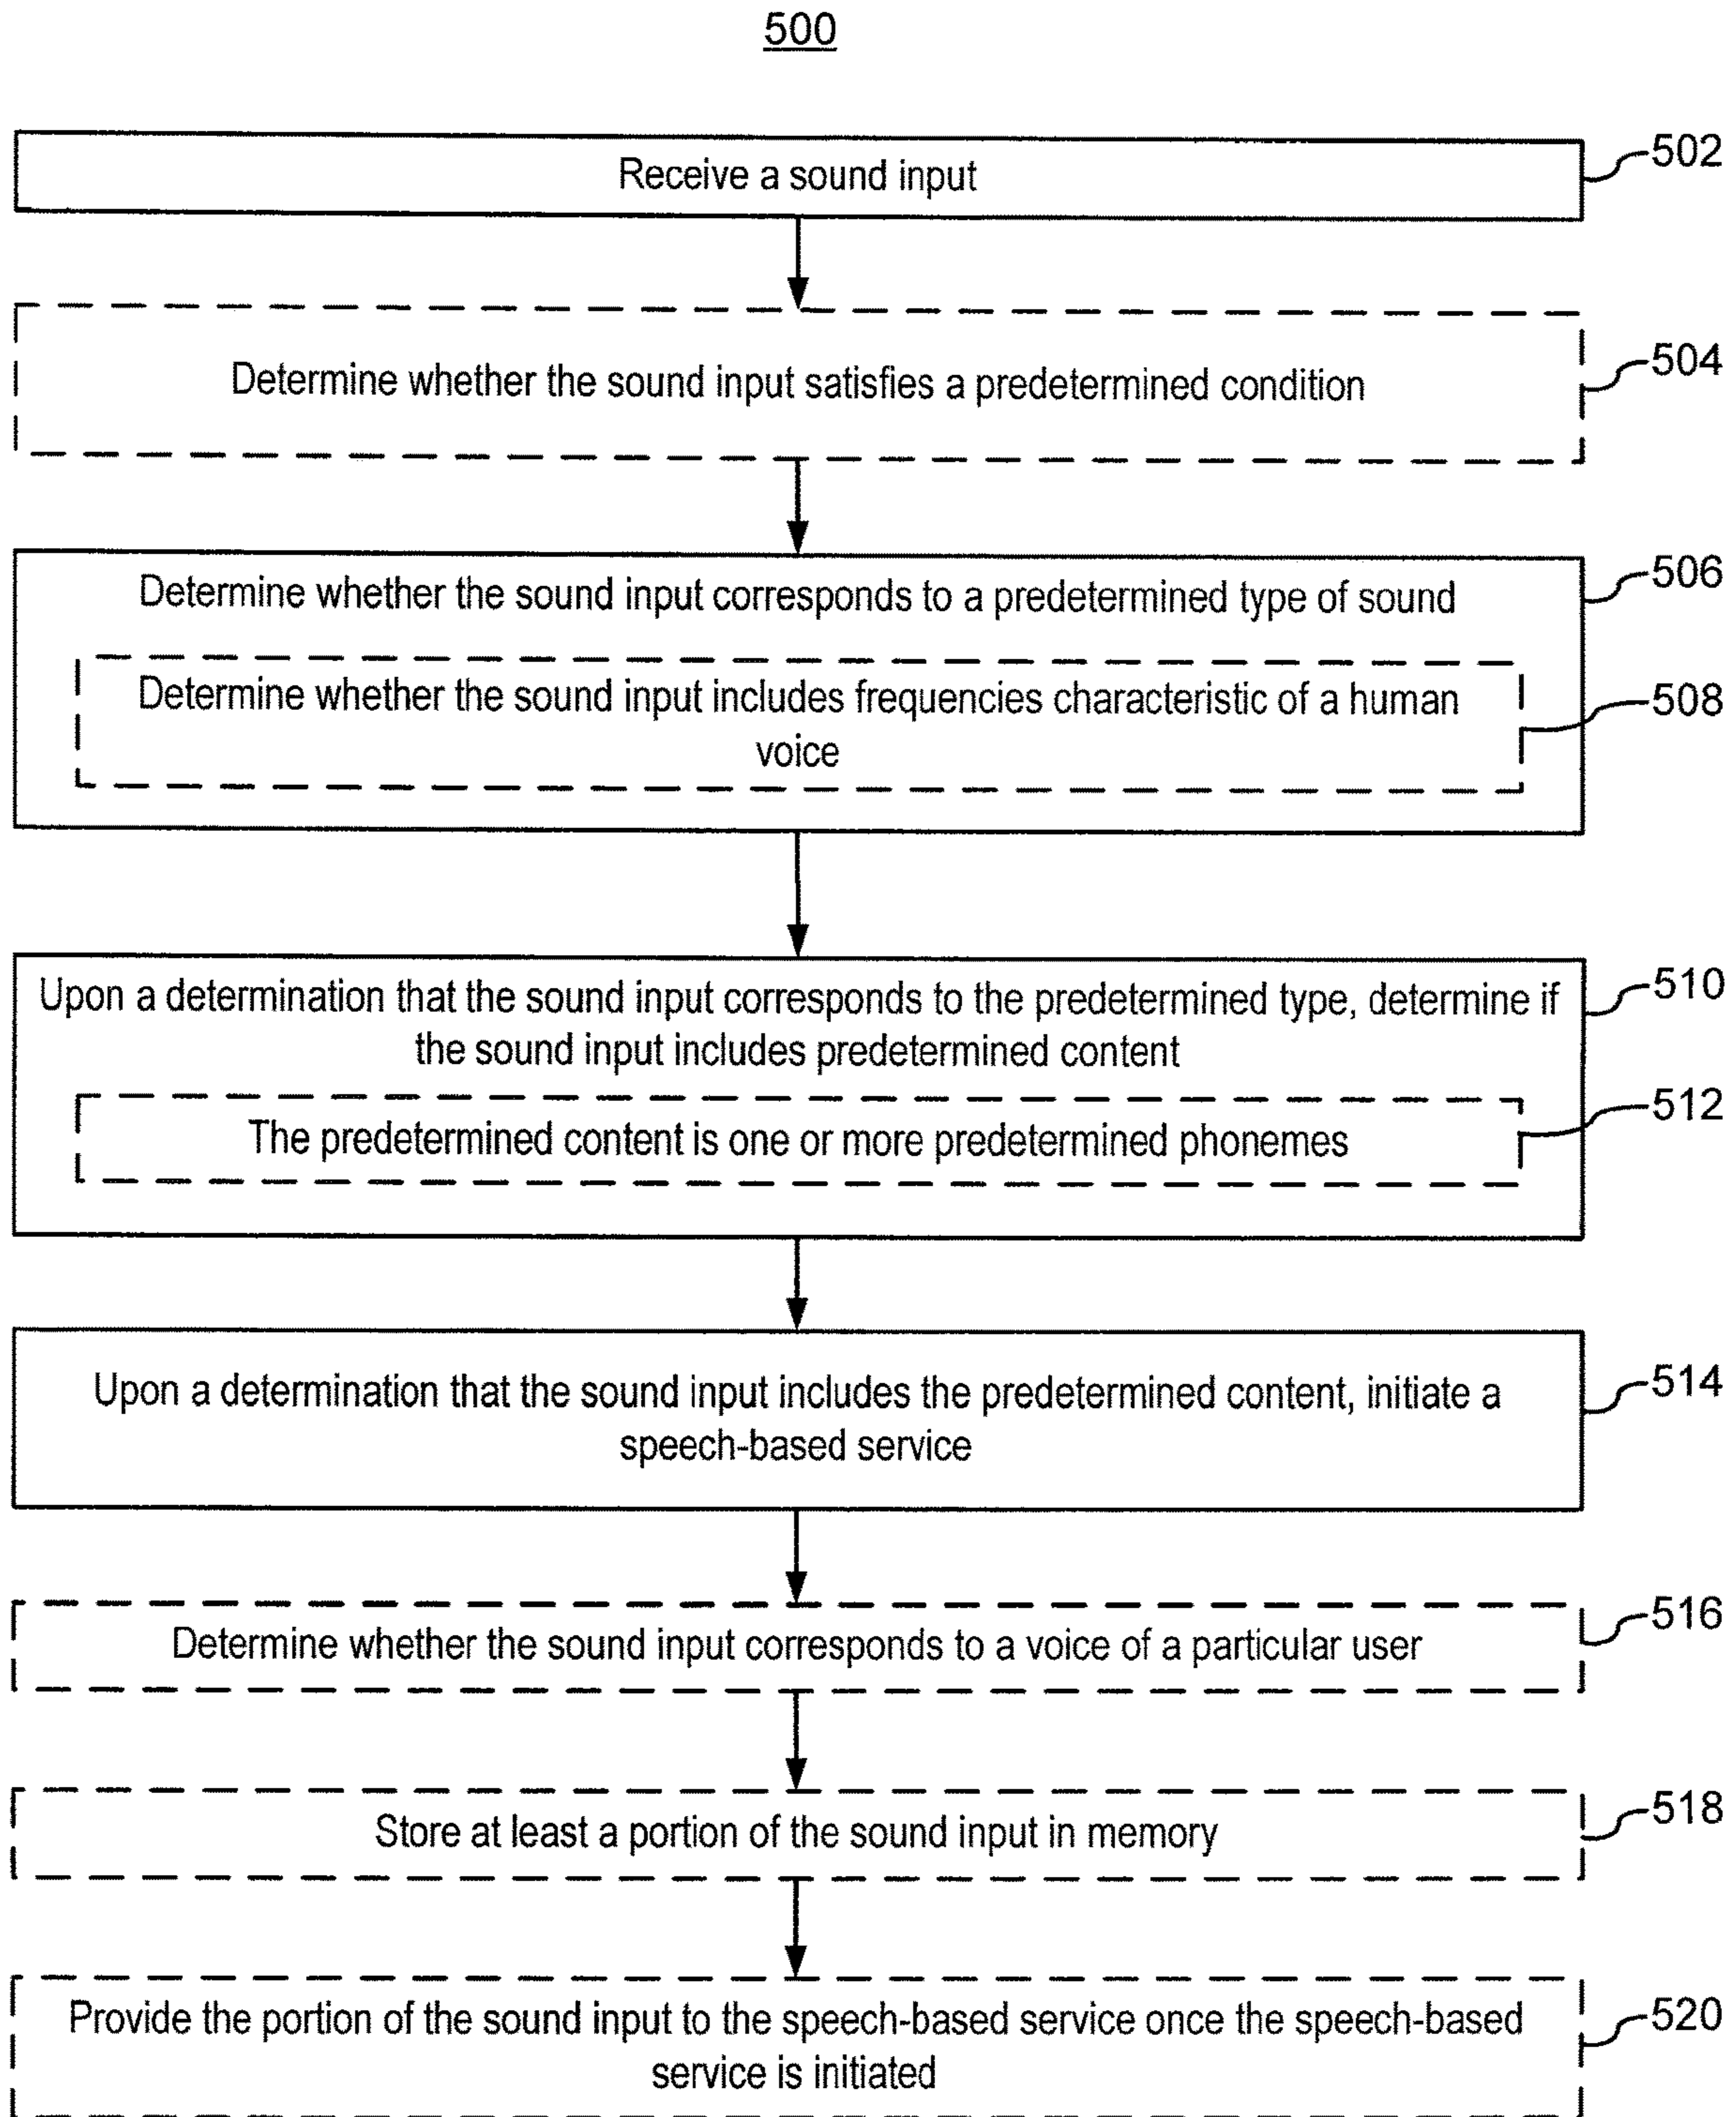 500
Receive a sound input
502
Determine whether the sound input satisfies a predetermined condition
504
Determine whether the sound input corresponds to a predetermined type of sound
506
Determine whether the sound input includes frequencies characteristic of a human
voice
508
Upon a determination that the sound input corresponds to the predetermined type, determine if
the sound input includes predetermined content
510
The predetermined content is one or more predetermined phonemes
512
Upon a determination that the sound input includes the predetermined content, initiate a
speech-based service
514
Determine whether the sound input corresponds to a voice of a particular user
516
Store at least a portion of the sound input in memory
518
Provide the portion of the sound input to the speech-based service once the speech-based
service is initiated
520